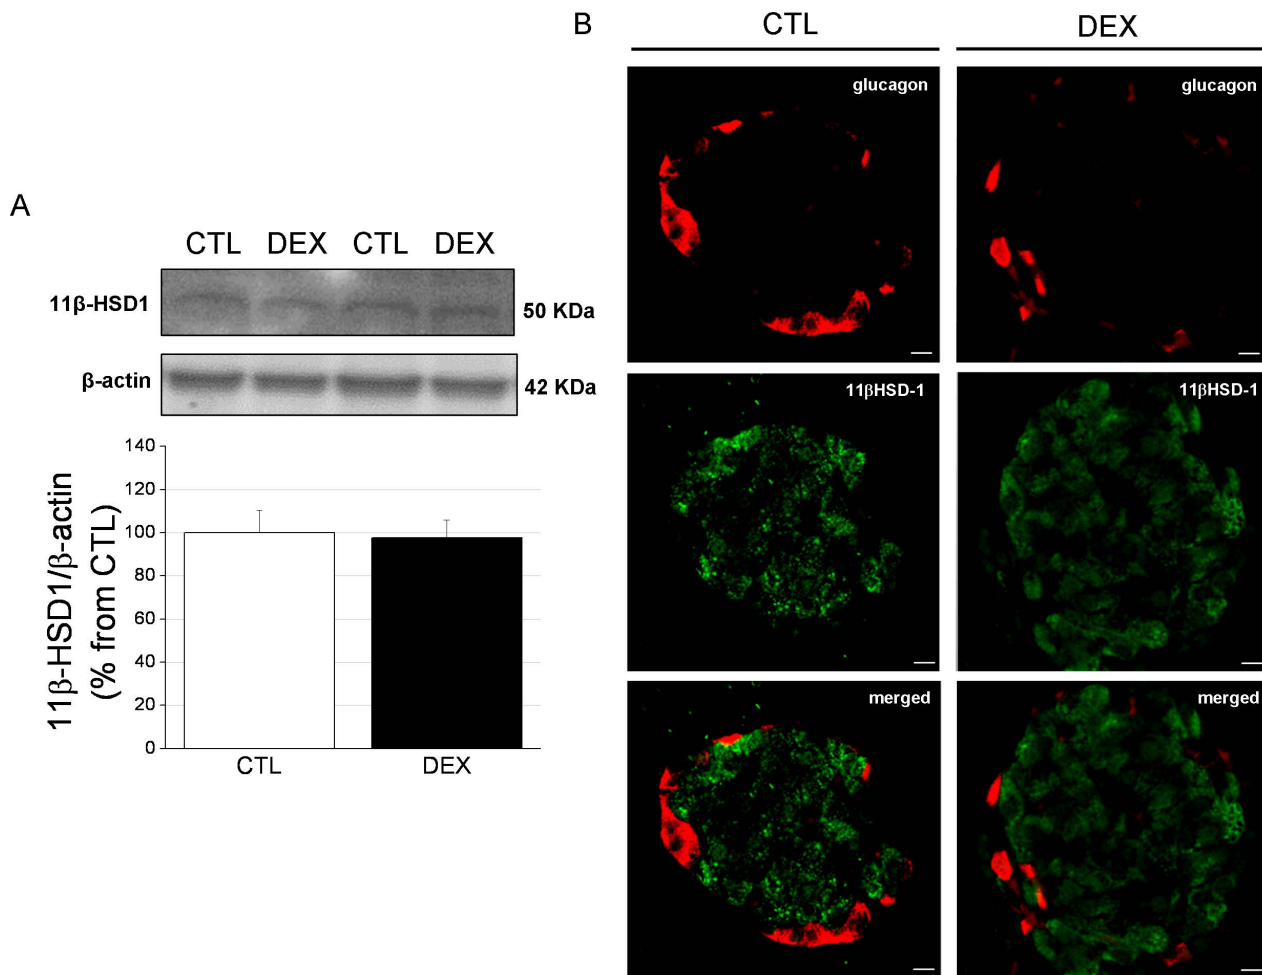 A
CTL DEX CTL DEX
11β-HSD1
50 KDa
β-actin
42 KDa
11β-HSD1/β-actin
(% from CTL)
140
120
100
80
60
40
20
0
CTL DEX
B
CTL DEX
glucagon glucagon
11βHSD-1 11βHSD-1
merged merged